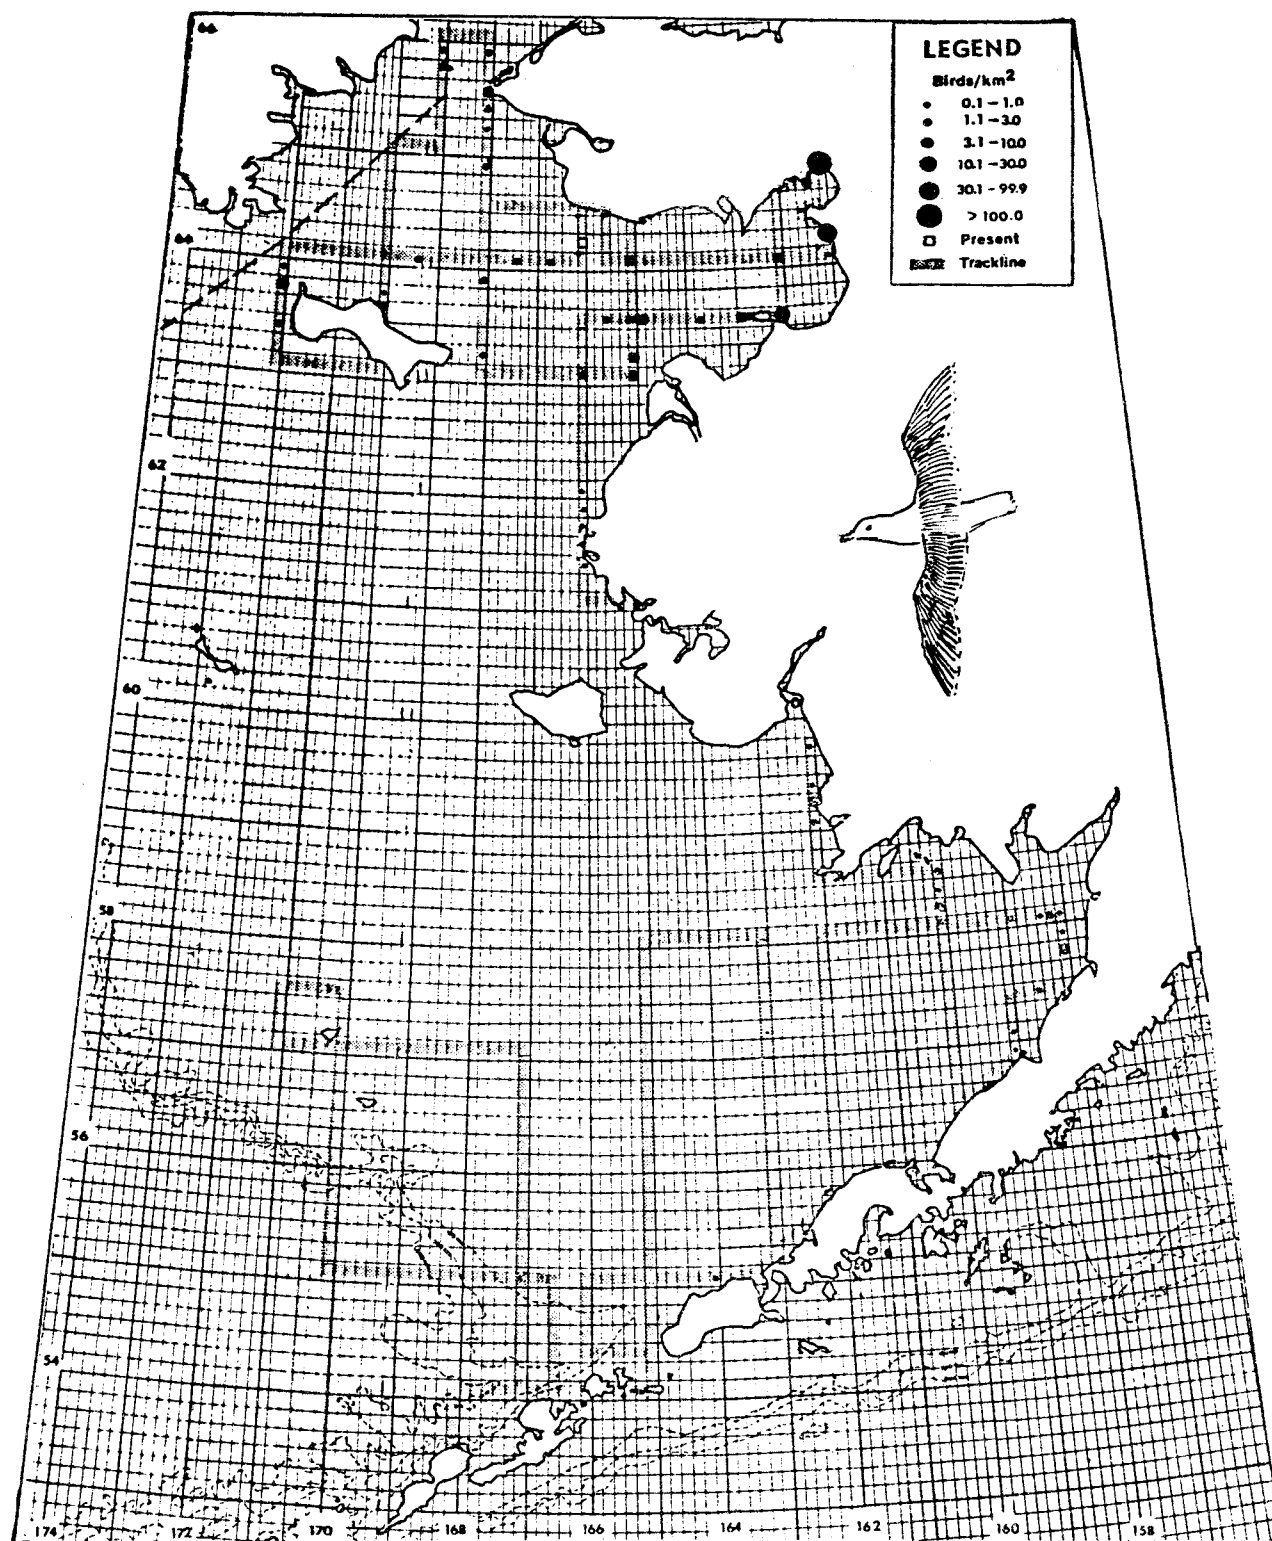 66
LEGEND
Birds/km2
0.1 – 1.0
1.1 – 3.0
3.1 – 10.0
10.1 – 30.0
30.1 – 99.9
> 100.0
Present
Trackline
64
62
60
58
56
54
174 172 170 168 166 164 162 160 158